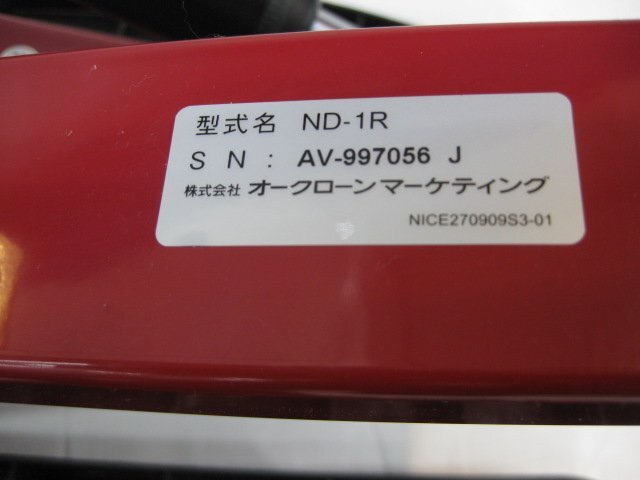 型式名 ND-1R
S N : AV-997056 J
株式会社 オークローンマーケティング
NICE270909S3-01